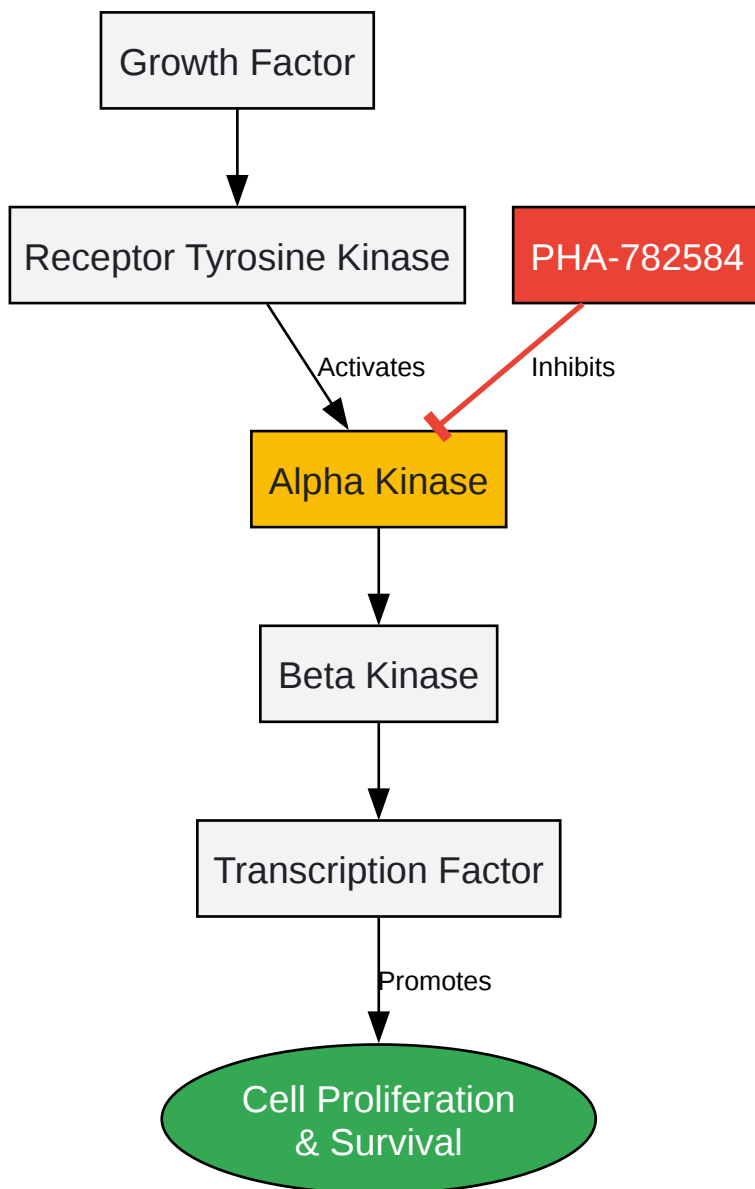 Growth Factor
Receptor Tyrosine Kinase
PHA-782584
Activates
Inhibits
Alpha Kinase
Beta Kinase
Transcription Factor
Promotes
Cell Proliferation
& Survival